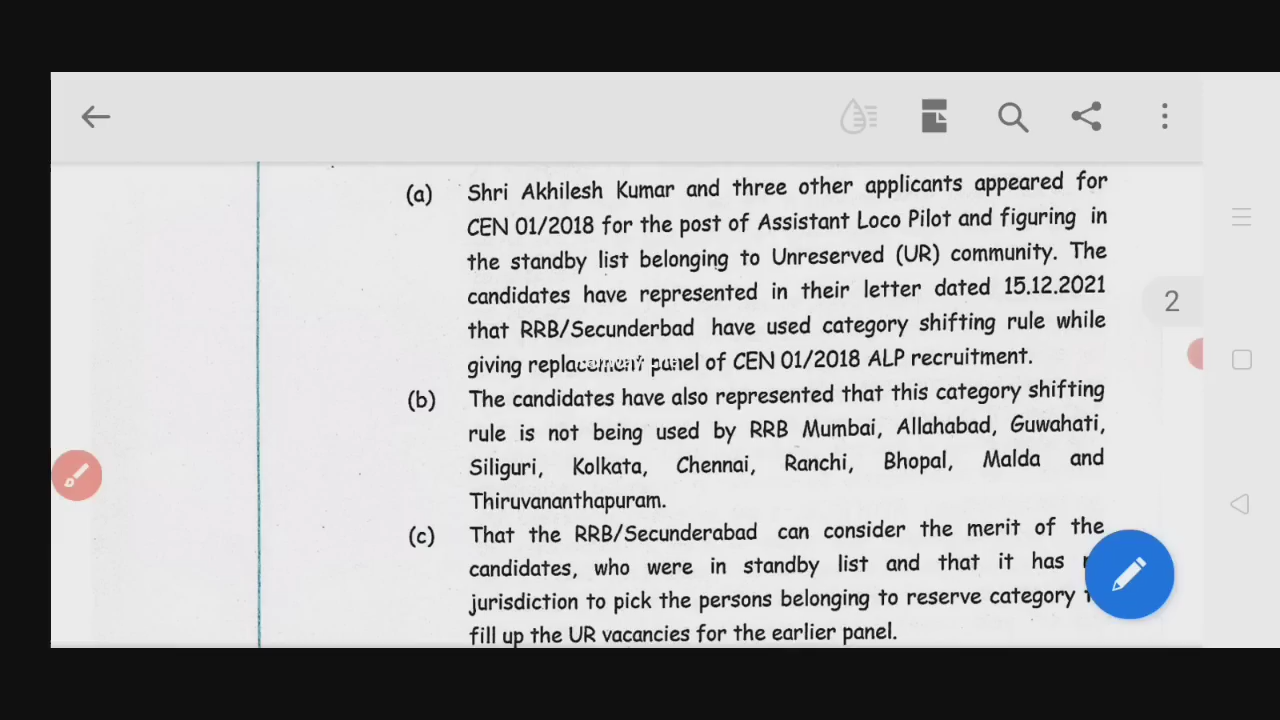 (a) Shri Akhilesh Kumar and three other applicants appeared for
CEN 01/2018 for the post of Assistant Loco Pilot and figuring in
the standby list belonging to Unreserved (UR) community. The
candidates have represented in their letter dated 15.12.2021
2
that RRB/Secunderbad have used category shifting rule while
giving replacement panel of CEN 01/2018 ALP recruitment.
(b) The candidates have also represented that this category shifting
rule is not being used by RRB Mumbai, Allahabad, Guwahati,
Siliguri, Kolkata, Chennai, Ranchi, Bhopal, Malda and
Thiruvananthapuram.
(c) That the RRB/Secunderabad can consider the merit of the
candidates, who were in standby list and that it has
jurisdiction to pick the persons belonging to reserve category
fill up the UR vacancies for the earlier panel.